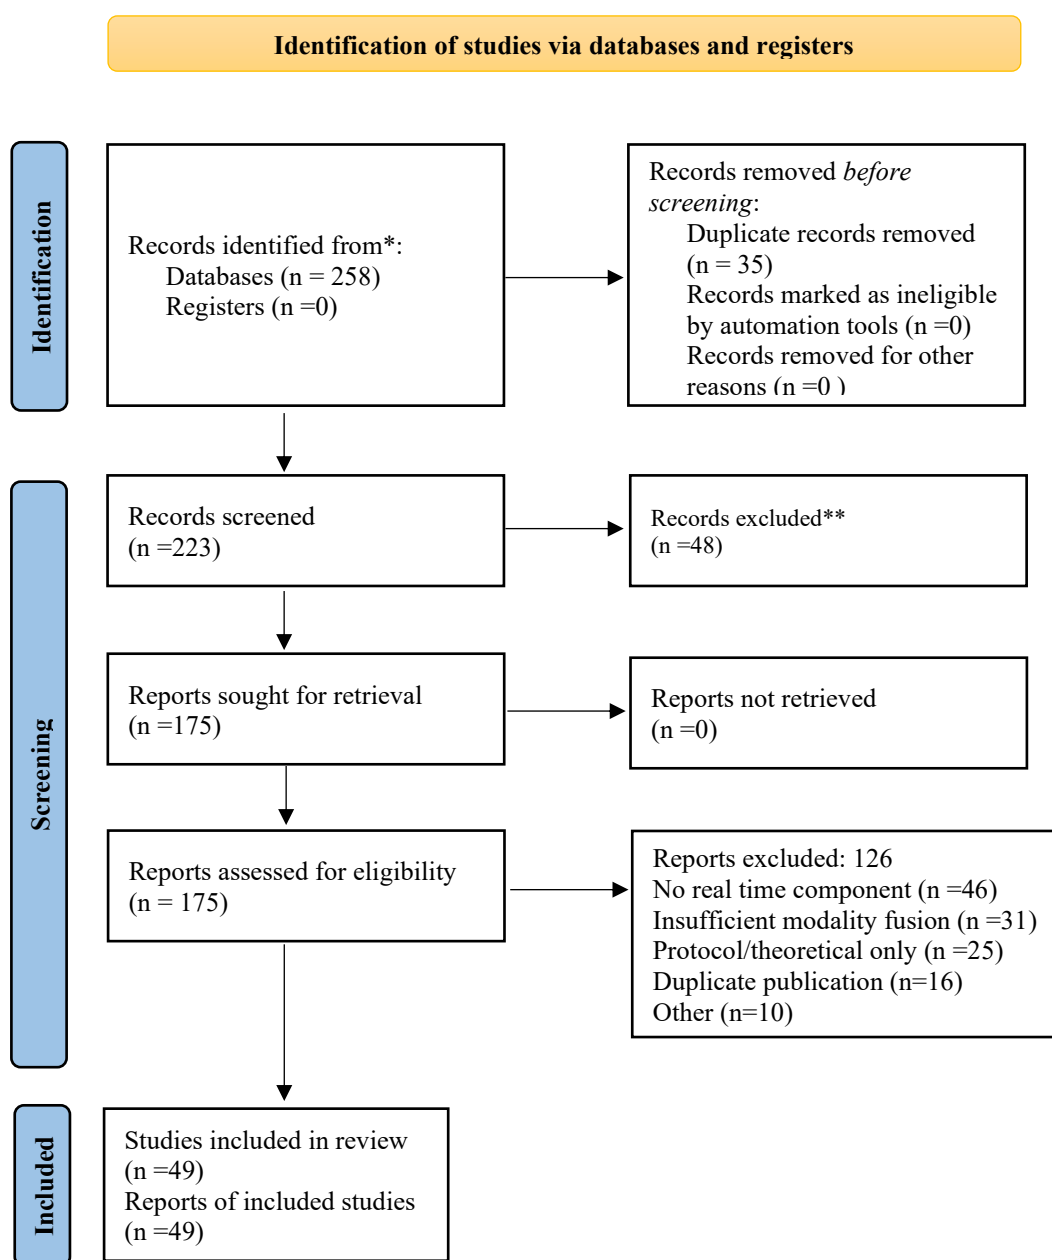 Identification of studies via databases and registers
Identification
Records identified from*:
Databases (n = 258)
Registers (n =0)
Records removed before
screening:
Duplicate records removed
(n = 35)
Records marked as ineligible
by automation tools (n =0)
Records removed for other
reasons (n =0 )
Screening
Records screened
(n =223)
Records excluded**
(n =48)
Reports sought for retrieval
(n =175)
Reports not retrieved
(n =0)
Reports assessed for eligibility
(n = 175)
Reports excluded: 126
No real time component (n =46)
Insufficient modality fusion (n =31)
Protocol/theoretical only (n =25)
Duplicate publication (n=16)
Other (n=10)
Included
Studies included in review
(n =49)
Reports of included studies
(n =49)